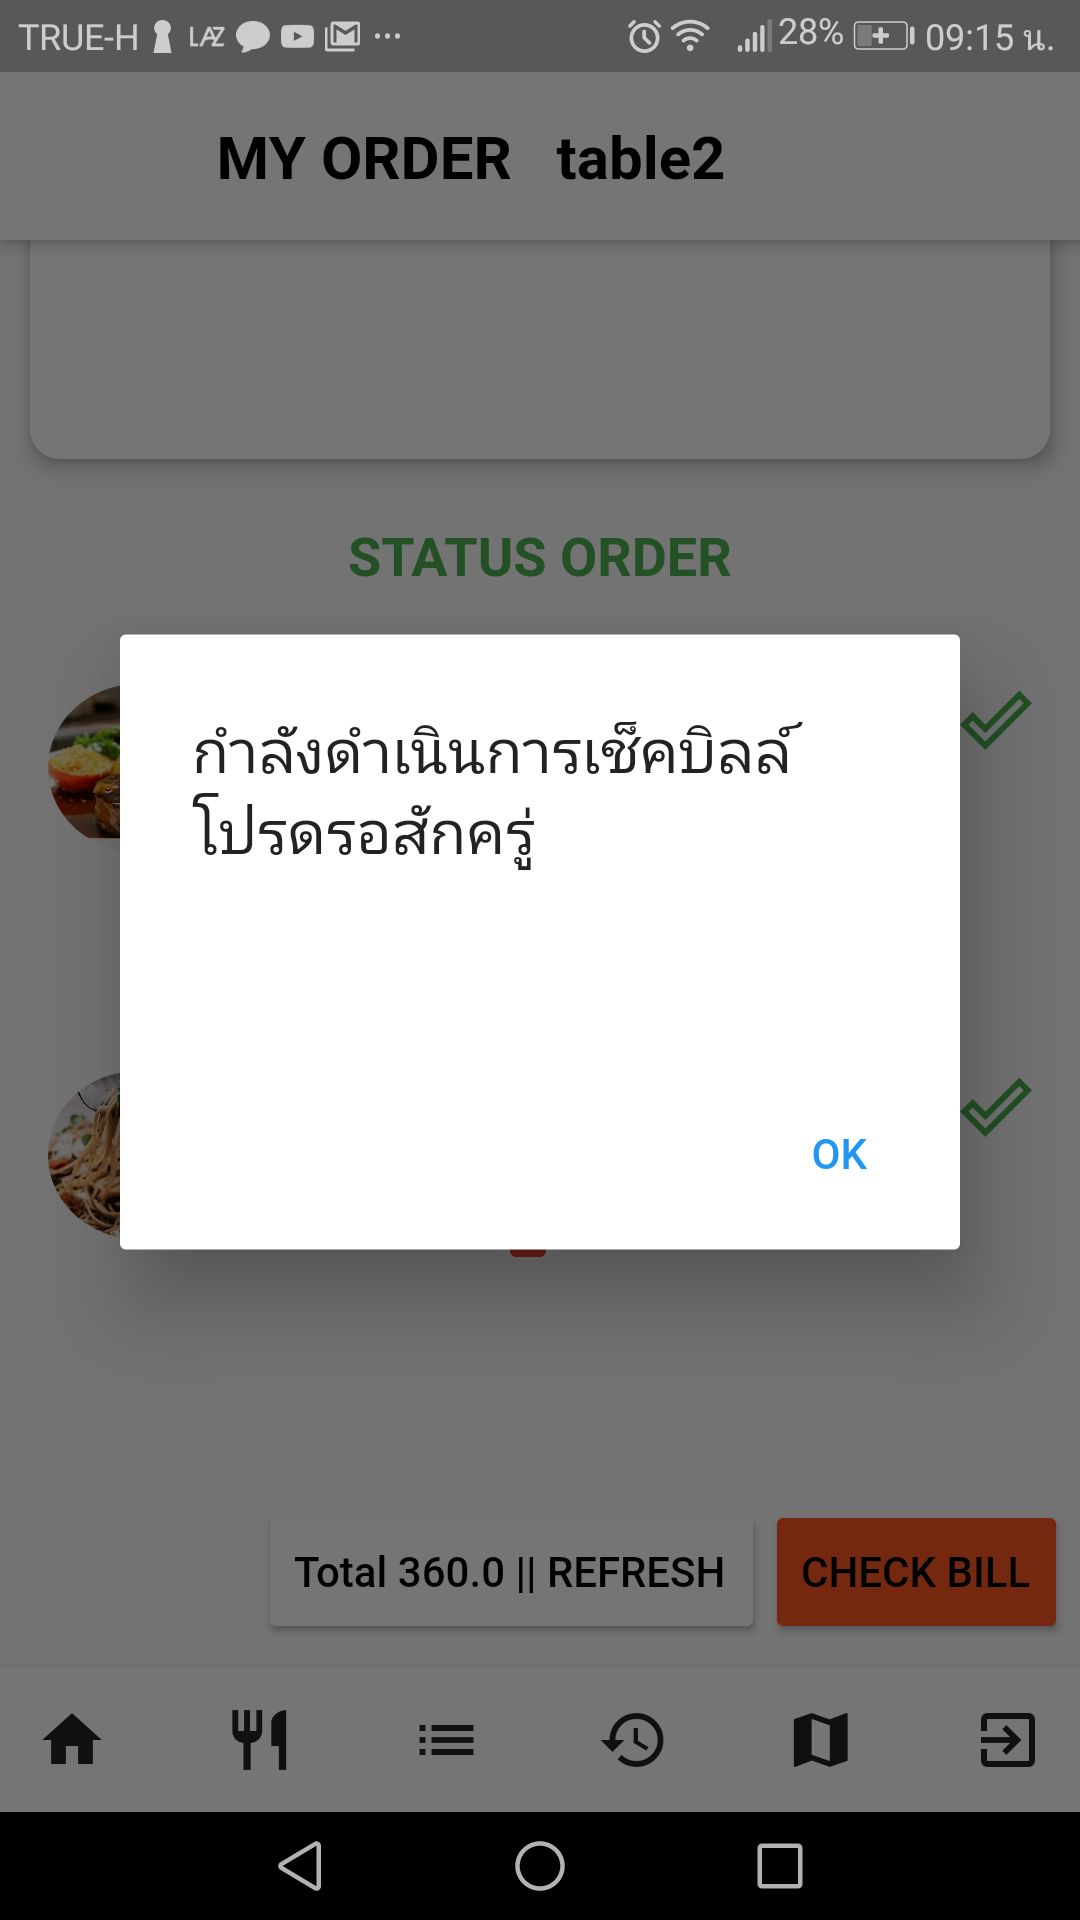 TRUE-H LAZ 28% 09:15 น.
MY ORDER table2
STATUS ORDER
กำลังดำเนินการเช็คบิลล์
โปรดรอสักครู่
OK
Total 360.0 || REFRESH
CHECK BILL